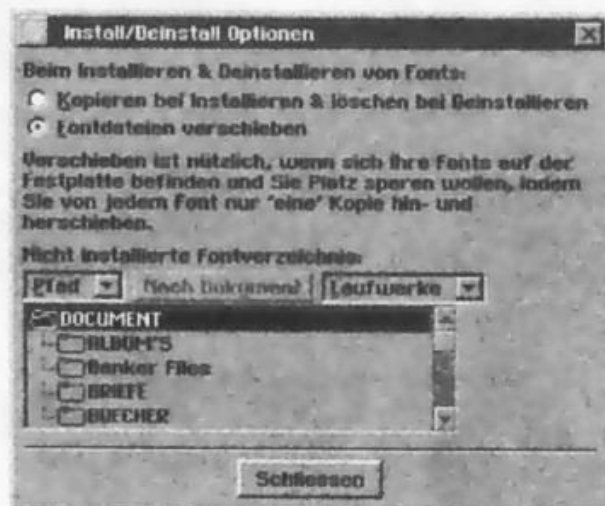 Install/Deinstall Optionen
Beim Installieren & Deinstallieren von Fonts:
Kopieren bei Installieren & löschen bei Deinstallieren
Fontdateien verschieben
Verschieben ist nützlich, wenn sich Ihre Fonts auf der
Festplatte befinden und Sie Platz sparen wollen, indem
Sie von jedem Font nur 'eine' Kopie hin- und
herschieben.
Nicht installierte Fontverzeichnis:
Pfad Nach Dokument Laufwerke
DOCUMENT
ALBUM'S
Banker Files
BRIEFE
BUECHER
Schliessen